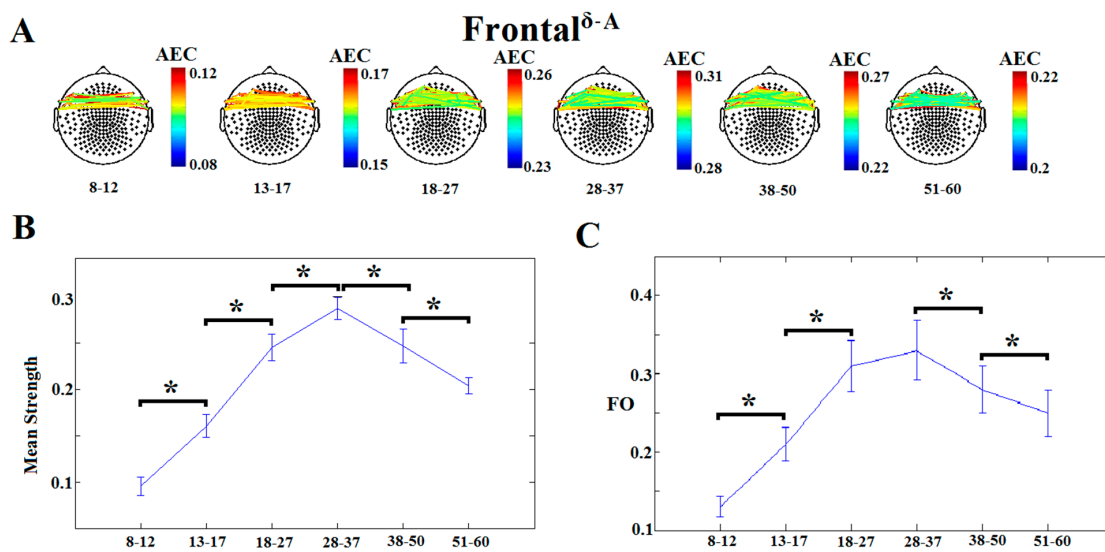 A
Frontal^δ-A
AEC AEC AEC AEC AEC AEC
0.12 0.17 0.26 0.31 0.27 0.22
0.08 0.15 0.23 0.28 0.22 0.2
8-12 13-17 18-27 28-37 38-50 51-60
B
Mean Strength
0.3
0.2
0.1
* * * * *
8-12 13-17 18-27 28-37 38-50 51-60
C
FO
0.4
0.3
0.2
0.1
* * * *
8-12 13-17 18-27 28-37 38-50 51-60